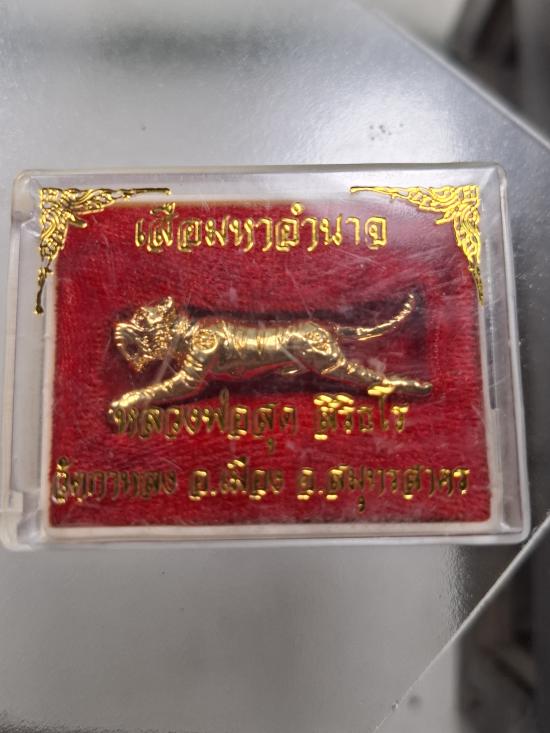 เสือมหาอำนาจ
หลวงพ่อสุด สิริธโร
วัดกาหลง อ.เมือง จ.สมุทรสาคร